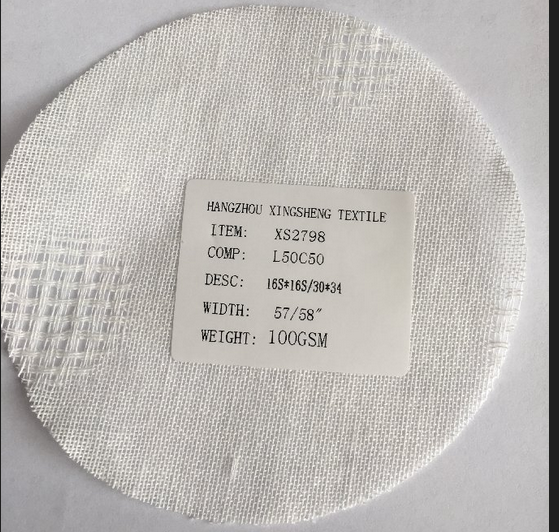 HANGZHOU XINGSHENG TEXTILE
ITEM: XS2798
COMP: L50C50
DESC: 16S*16S/30*34
WIDTH: 57/58″
WEIGHT: 100GSM